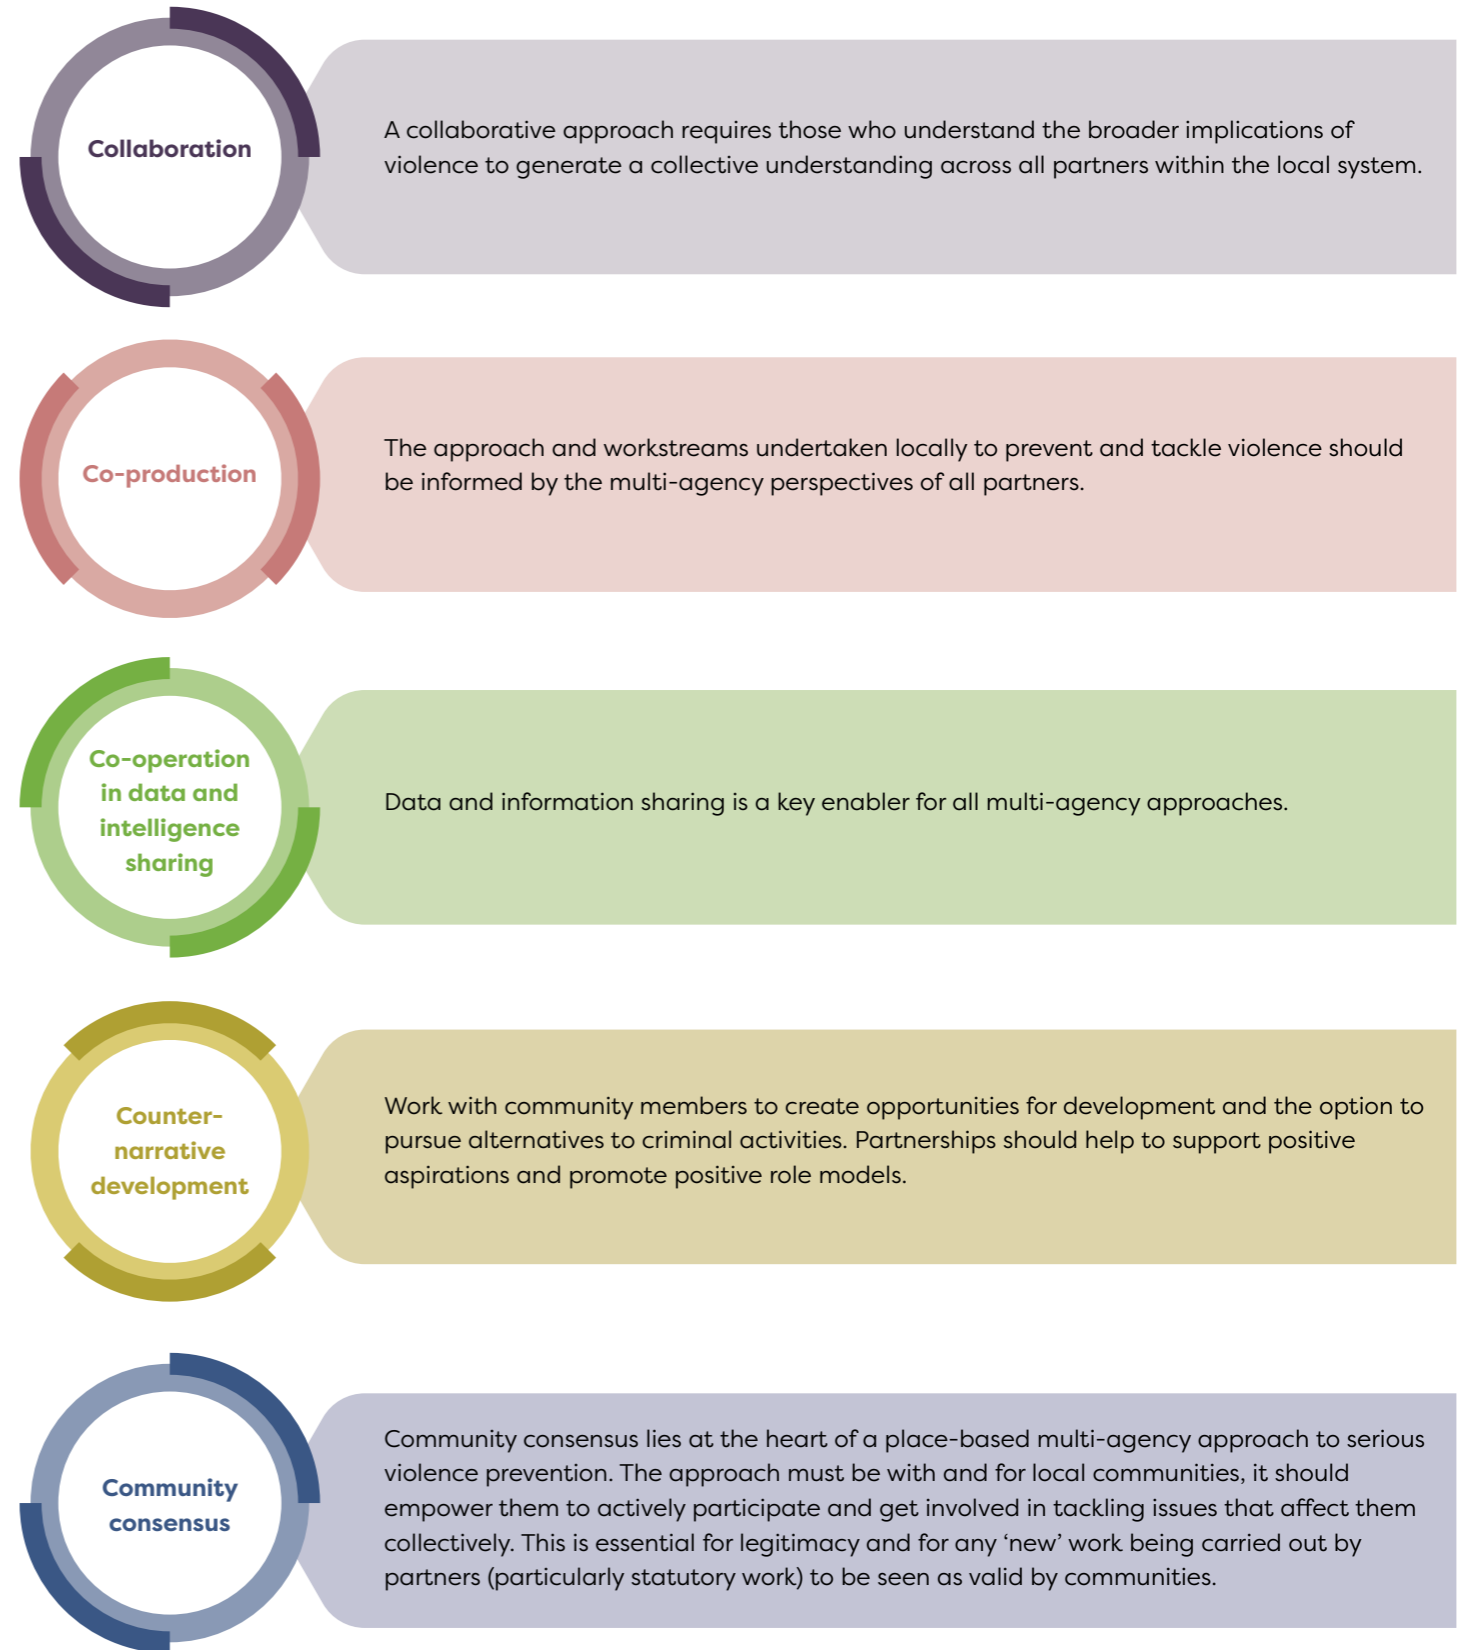 Collaboration
A collaborative approach requires those who understand the broader implications of
violence to generate a collective understanding across all partners within the local system.
Co-production
The approach and workstreams undertaken locally to prevent and tackle violence should
be informed by the multi-agency perspectives of all partners.
Co-operation
in data and
intelligence
sharing
Data and information sharing is a key enabler for all multi-agency approaches.
Counter-
narrative
development
Work with community members to create opportunities for development and the option to
pursue alternatives to criminal activities. Partnerships should help to support positive
aspirations and promote positive role models.
Community
consensus
Community consensus lies at the heart of a place-based multi-agency approach to serious
violence prevention. The approach must be with and for local communities, it should
empower them to actively participate and get involved in tackling issues that affect them
collectively. This is essential for legitimacy and for any ‘new’ work being carried out by
partners (particularly statutory work) to be seen as valid by communities.